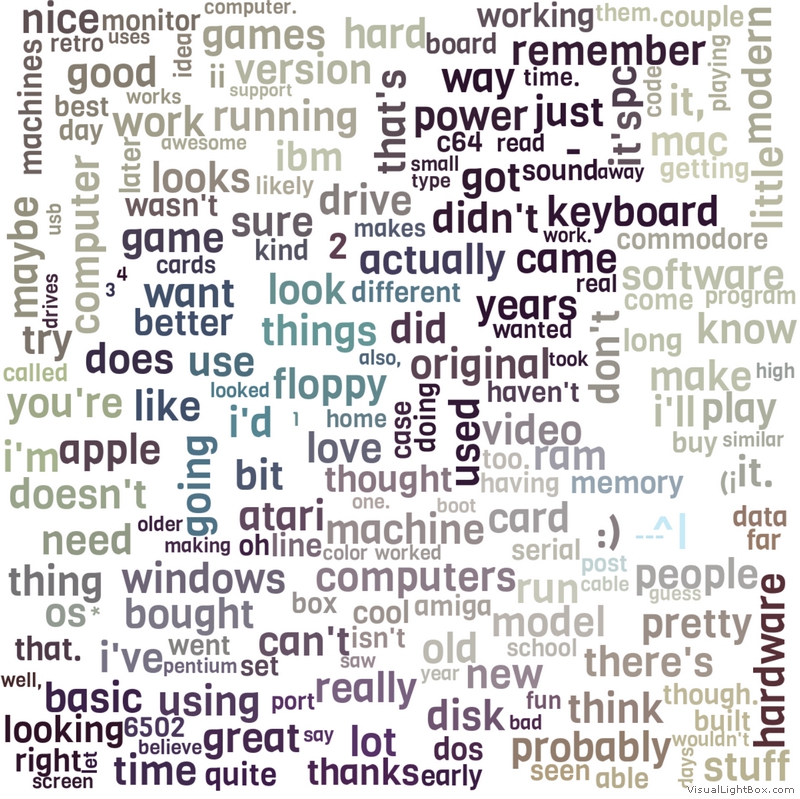 nice monitor computer. working them. couple
retro uses idea games hard board remember modern
machines good ii version that's way time. it's pc code playing
best works support power just it,
day work running c64 read - mac
later awesome ibm small type got sound away getting
computer looks likely drive little
maybe usb wasn't sure makes didn't keyboard
game kind 2 actually came work. commodore
drives 3 4 cards real software
want look different years come program
better things did wanted don't long know
try does use also, original took
called looked floppy haven't make high
you're like i'd 1 home case doing used video i'll play
i'm apple going bit love too. ram buy similar
doesn't thought having memory (i it.
older atari one. boot machine card :) ---^| data
need making oh line color worked serial far
thing windows computers run post cable people
os * bought box cool amiga model guess pretty hardware
that. i've went can't isn't old school there's
pentium set saw year new
well, basic using port really fun think though.
looking 6502 great say lot disk bad built
right let believe dos probably wouldn't
screen time quite thanks early seen able days stuff
VisualLightBox.com